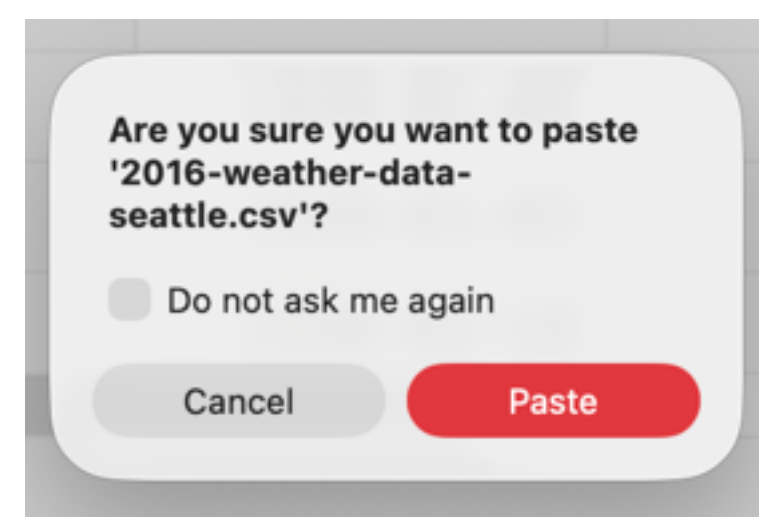 Are you sure you want to paste
'2016-weather-data-
seattle.csv'?
Do not ask me again
Cancel
Paste